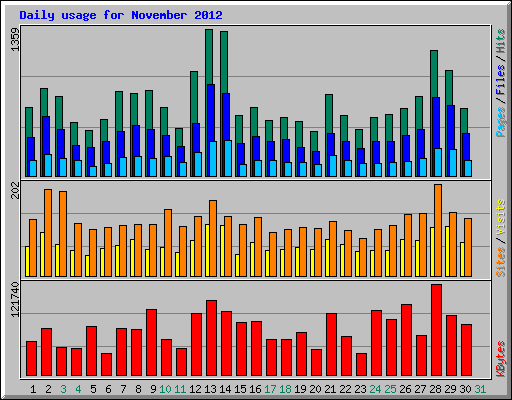 Daily usage for November 2012
1359
Pages / Files / Hits
202
Sites / Visits
121740
KBytes
1 2 3 4 5 6 7 8 9 10 11 12 13 14 15 16 17 18 19 20 21 22 23 24 25 26 27 28 29 30 31